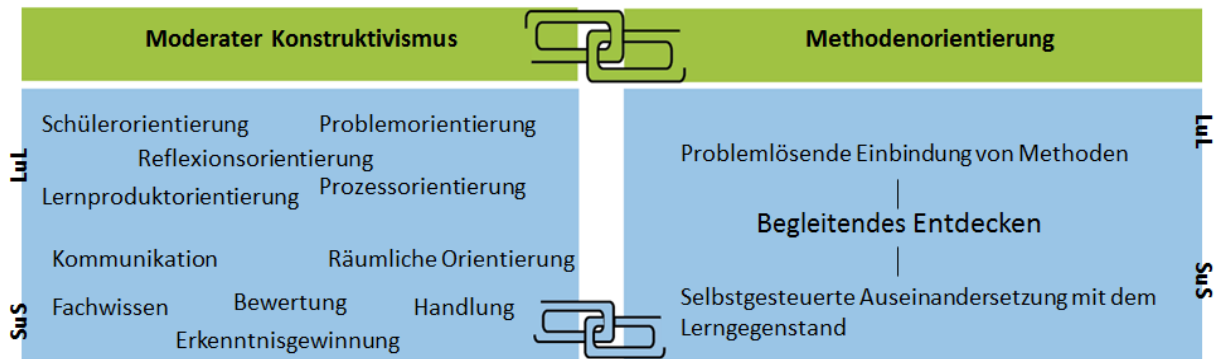 Moderater Konstruktivismus
Methodenorientierung
LuL
Schülerorientierung Problemorientierung
Reflexionsorientierung
Lernproduktorientierung Prozessorientierung
Kommunikation Räumliche Orientierung
SuS
Fachwissen Bewertung Handlung
Erkenntnisgewinnung
LuL
Problemlösende Einbindung von Methoden
Begleitendes Entdecken
SuS
Selbstgesteuerte Auseinandersetzung mit dem
Lerngegenstand